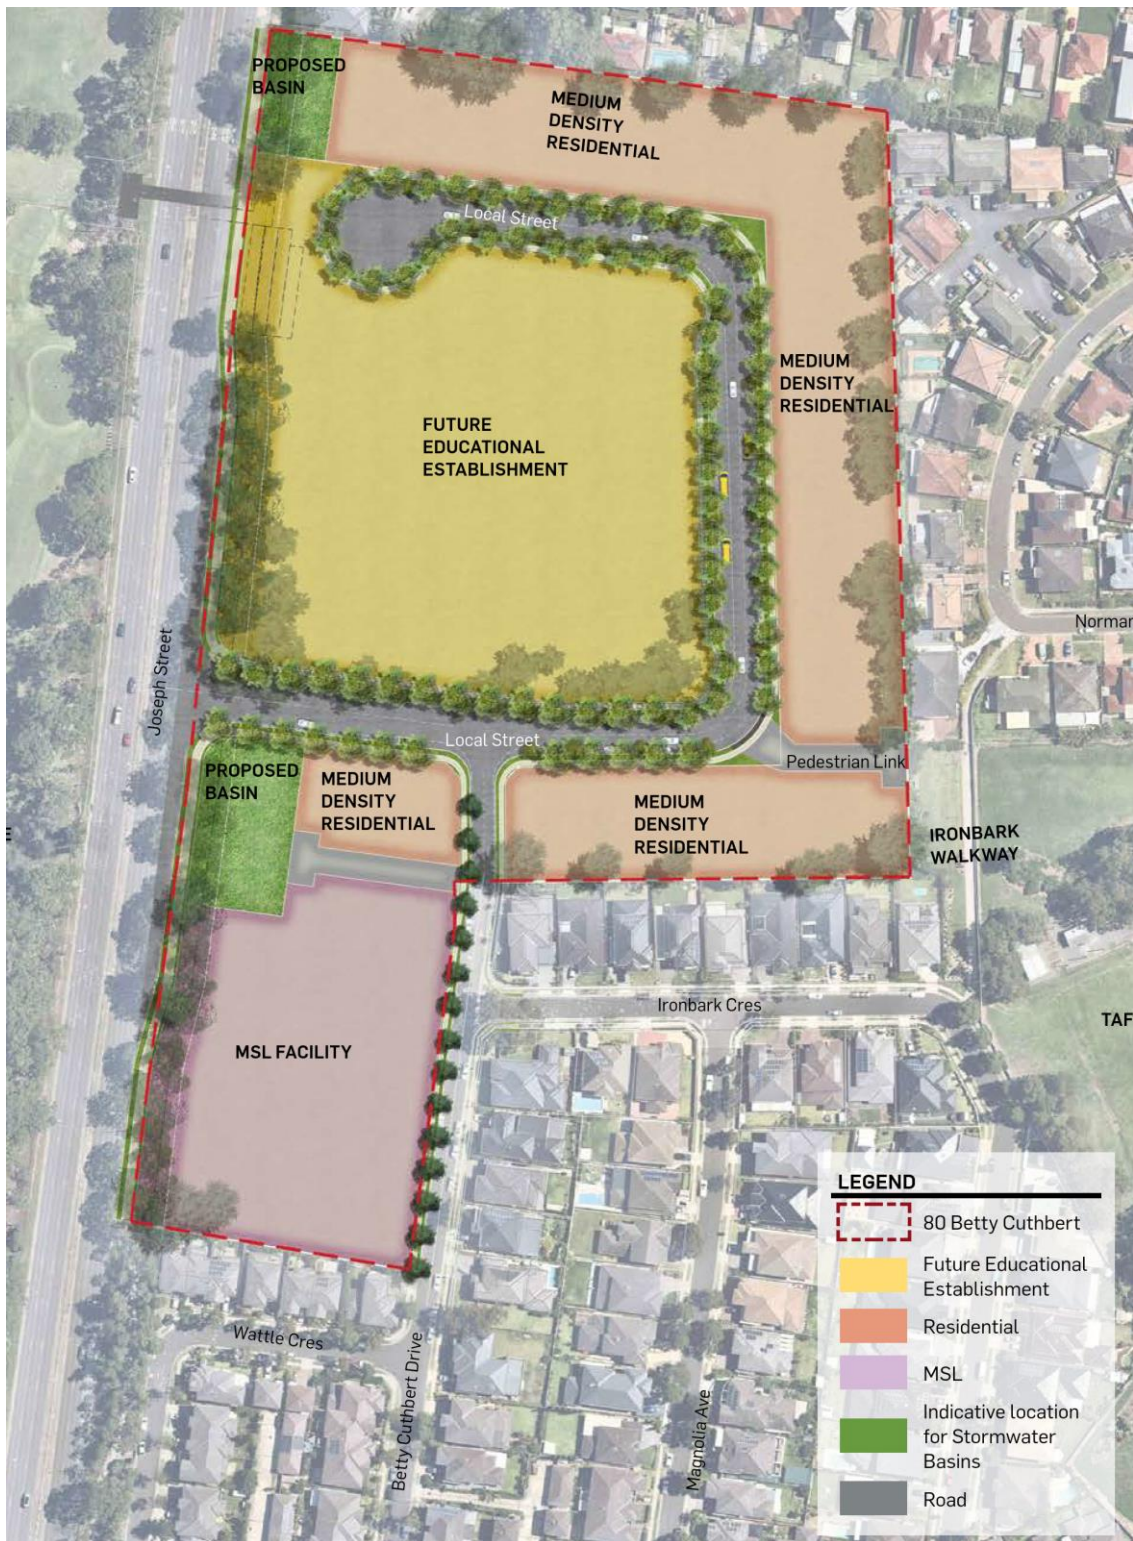 PROPOSED
BASIN
MEDIUM
DENSITY
RESIDENTIAL
Local Street
MEDIUM
DENSITY
RESIDENTIAL
FUTURE
EDUCATIONAL
ESTABLISHMENT
Norman
Joseph Street
Local Street
Pedestrian Link
PROPOSED
BASIN
MEDIUM
DENSITY
RESIDENTIAL
MEDIUM
DENSITY
RESIDENTIAL
IRONBARK
WALKWAY
E
Ironbark Cres
TAF
MSL FACILITY
Wattle Cres
Betty Cuthbert Drive
Magnolia Ave
LEGEND
80 Betty Cuthbert
Future Educational
Establishment
Residential
MSL
Indicative location
for Stormwater
Basins
Road